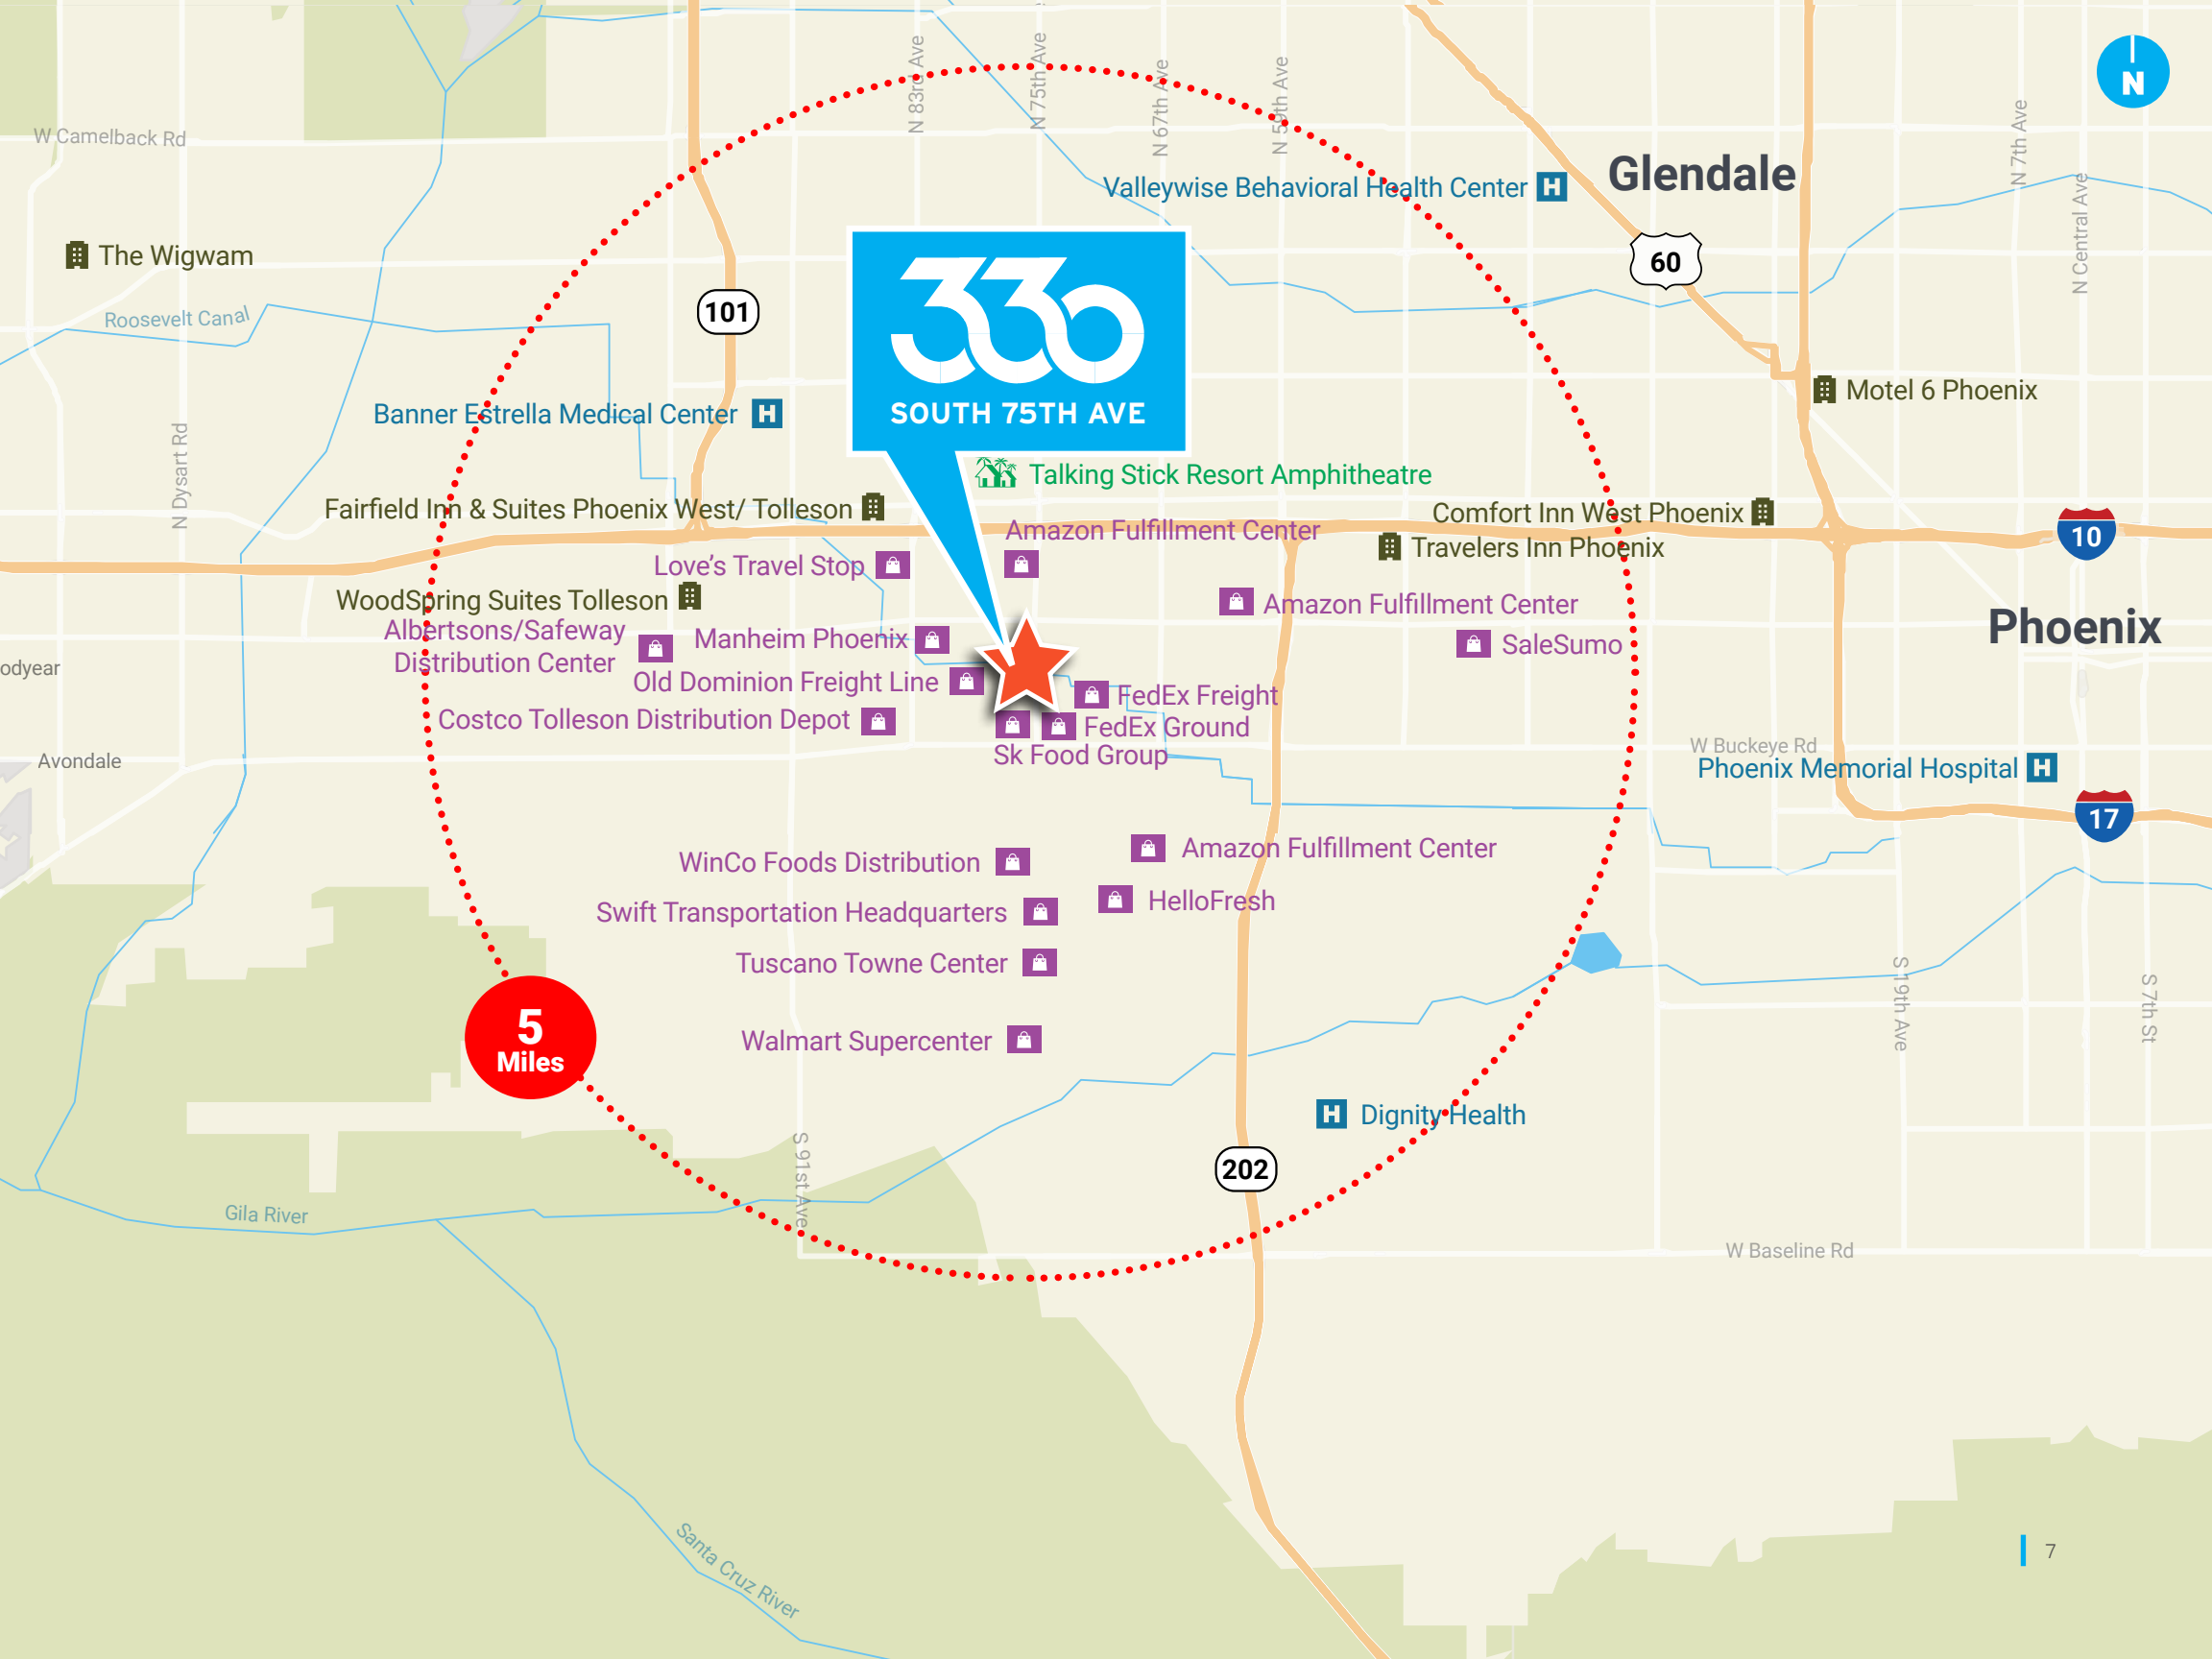 N 83rd Ave
N 75th Ave
N 67th Ave
N 59th Ave
N 7th Ave
N
W Camelback Rd
Glendale
Valleywise Behavioral Health Center H
N Central Ave
The Wigwam
60
101
330
SOUTH 75TH AVE
Roosevelt Canal
Motel 6 Phoenix
Banner Estrella Medical Center H
N Dysart Rd
Talking Stick Resort Amphitheatre
Fairfield Inn & Suites Phoenix West/ Tolleson
Comfort Inn West Phoenix
Amazon Fulfillment Center
10
Travelers Inn Phoenix
Love's Travel Stop
WoodSpring Suites Tolleson
Amazon Fulfillment Center
Phoenix
Albertsons/Safeway
Distribution Center
Manheim Phoenix
SaleSumo
odyear
Old Dominion Freight Line
FedEx Freight
Costco Tolleson Distribution Depot
FedEx Ground
Sk Food Group
W Buckeye Rd
Avondale
Phoenix Memorial Hospital H
17
WinCo Foods Distribution
Amazon Fulfillment Center
HelloFresh
Swift Transportation Headquarters
Tuscano Towne Center
S 19th Ave
S 7th St
5
Miles
Walmart Supercenter
H Dignity Health
S 91st Ave
202
Gila River
W Baseline Rd
Santa Cruz River
7